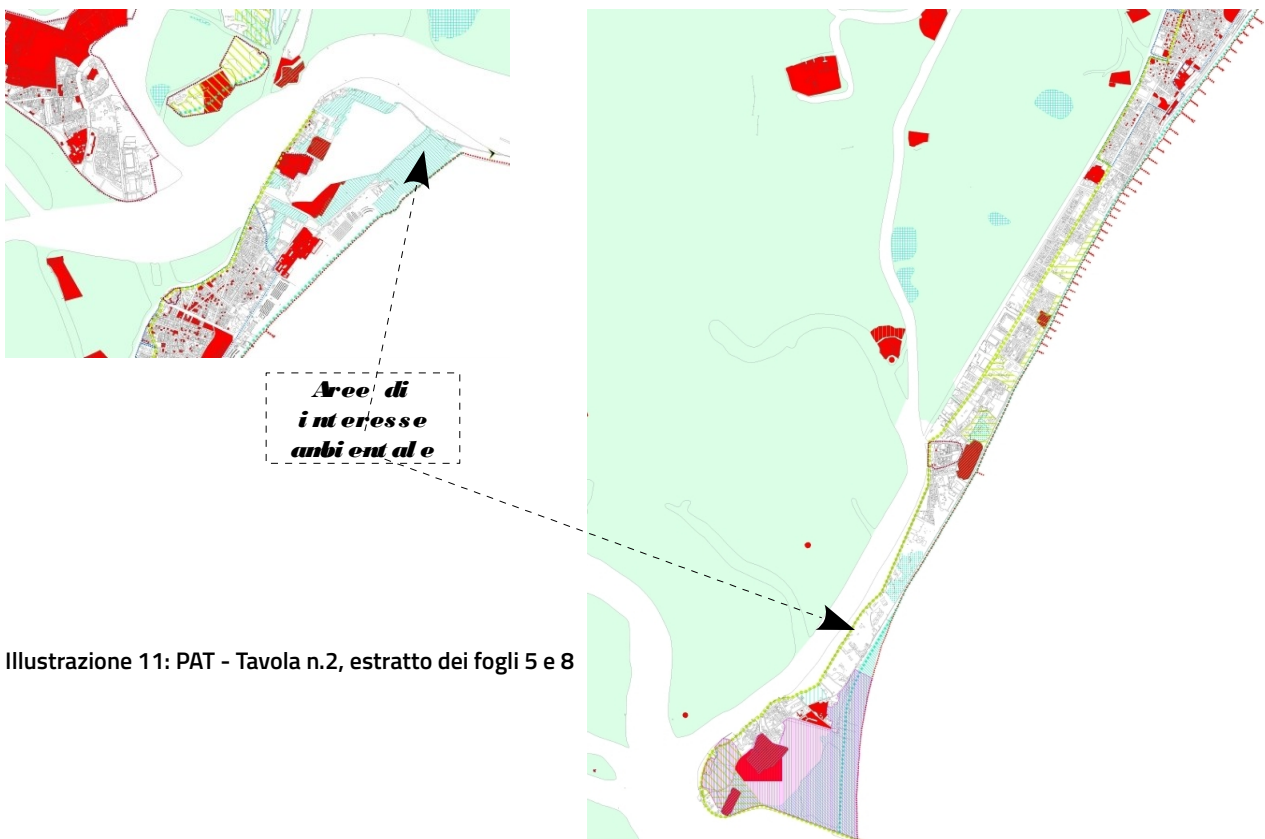 Aree di
interesse
ambientale
Illustrazione 11: PAT - Tavola n.2, estratto dei fogli 5 e 8